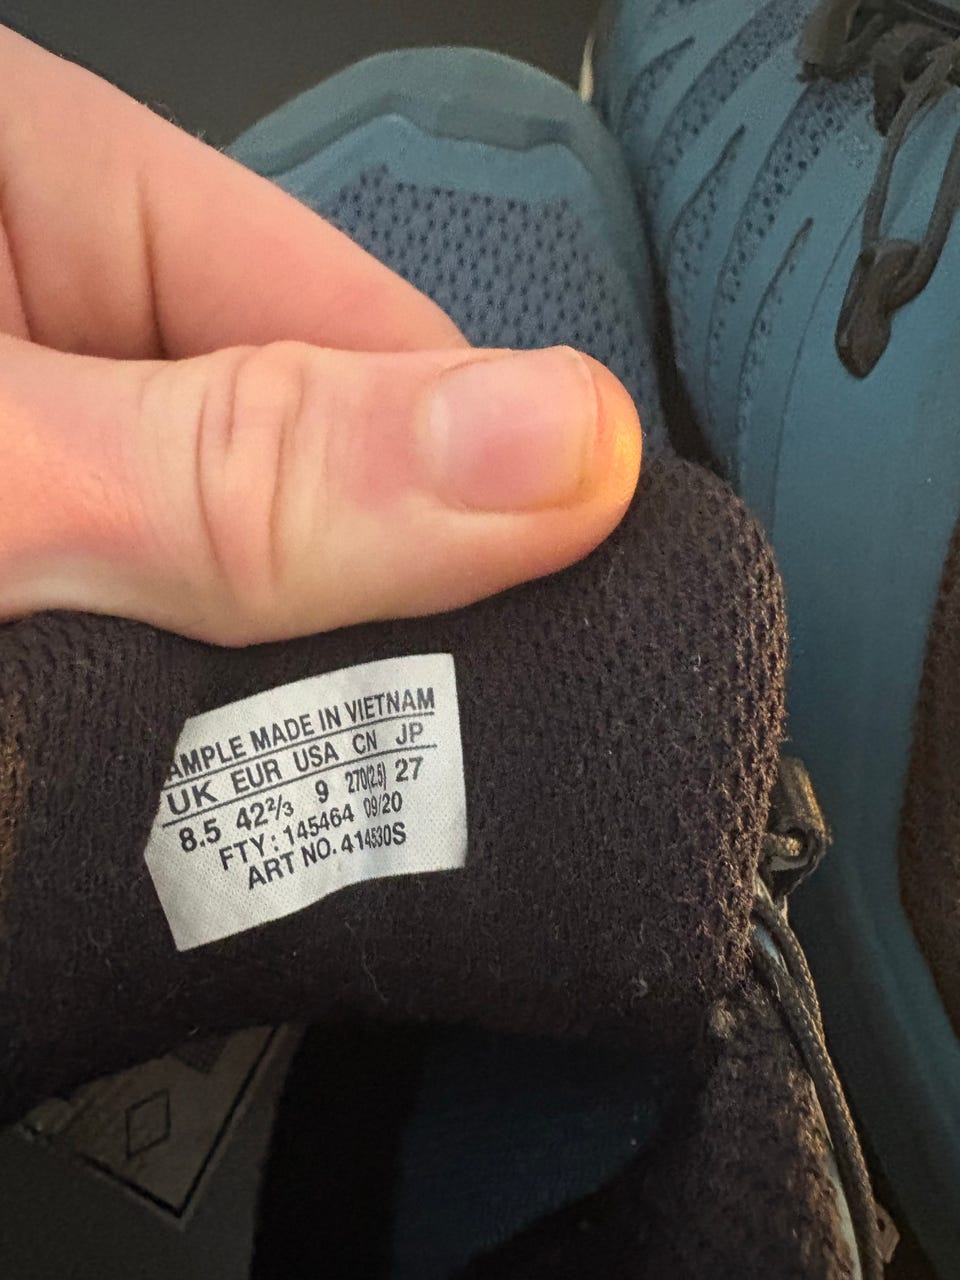 AMPLE MADE IN VIETNAM
UK EUR USA CN JP
8.5 42⅔ 9 270(2.5) 27
FTY: 145464 09/20
ART NO. 414530S